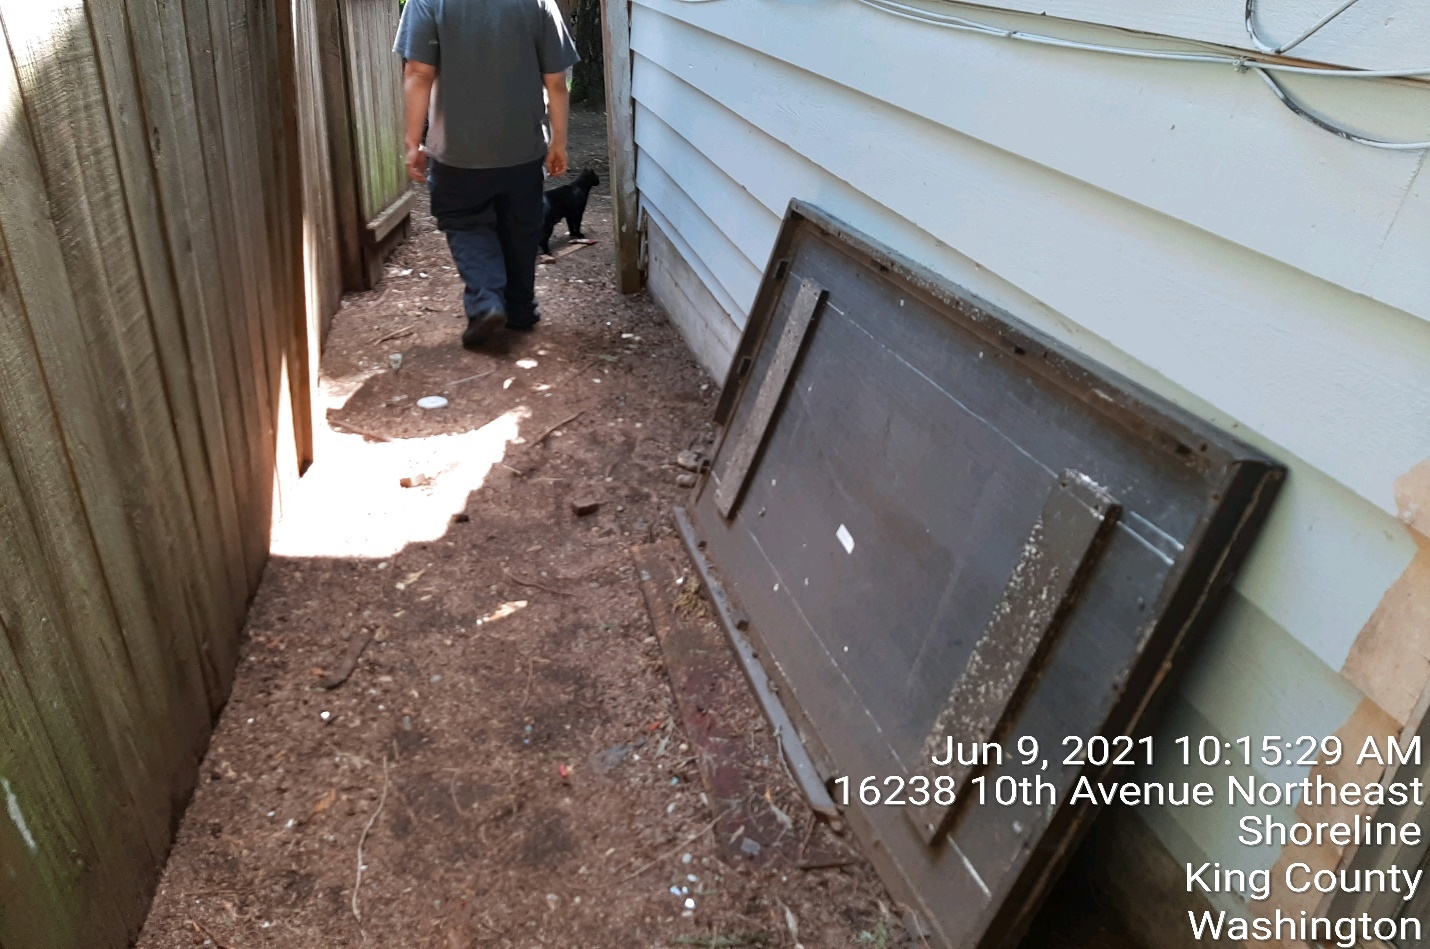 Jun 9, 2021 10:15:29 AM
16238 10th Avenue Northeast
Shoreline
King County
Washington